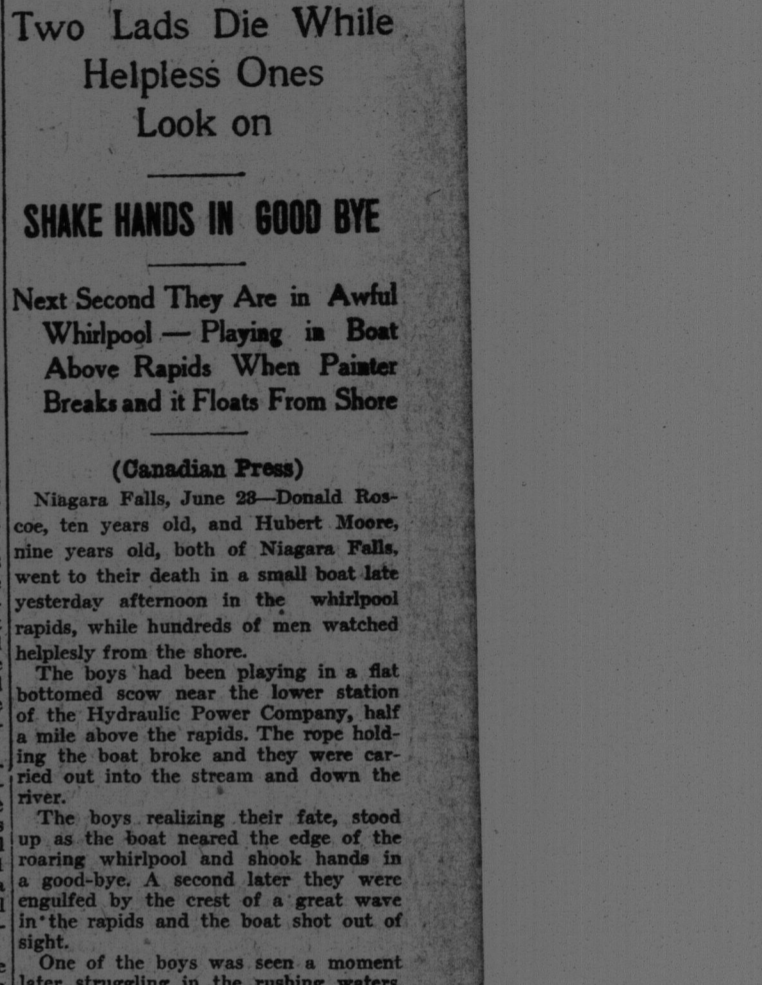 Two Lads Die While
Helpless Ones
Look on
SHAKE HANDS IN GOOD BYE
Next Second They Are in Awful
Whirlpool — Playing in Boat
Above Rapids When Painter
Breaks and it Floats From Shore
(Canadian Press)
Niagara Falls, June 28—Donald Ros-
coe, ten years old, and Hubert Moore,
nine years old, both of Niagara Falls,
went to their death in a small boat late
yesterday afternoon in the whirlpool
rapids, while hundreds of men watched
helplesly from the shore.
The boys had been playing in a flat
bottomed scow near the lower station
of the Hydraulic Power Company, half
a mile above the rapids. The rope hold-
ing the boat broke and they were car-
ried out into the stream and down the
river.
The boys realizing their fate, stood
up as the boat neared the edge of the
roaring whirlpool and shook hands in
a good-bye. A second later they were
engulfed by the crest of a great wave
in the rapids and the boat shot out of
sight.
One of the boys was seen a moment
later struggling in the rushing waters